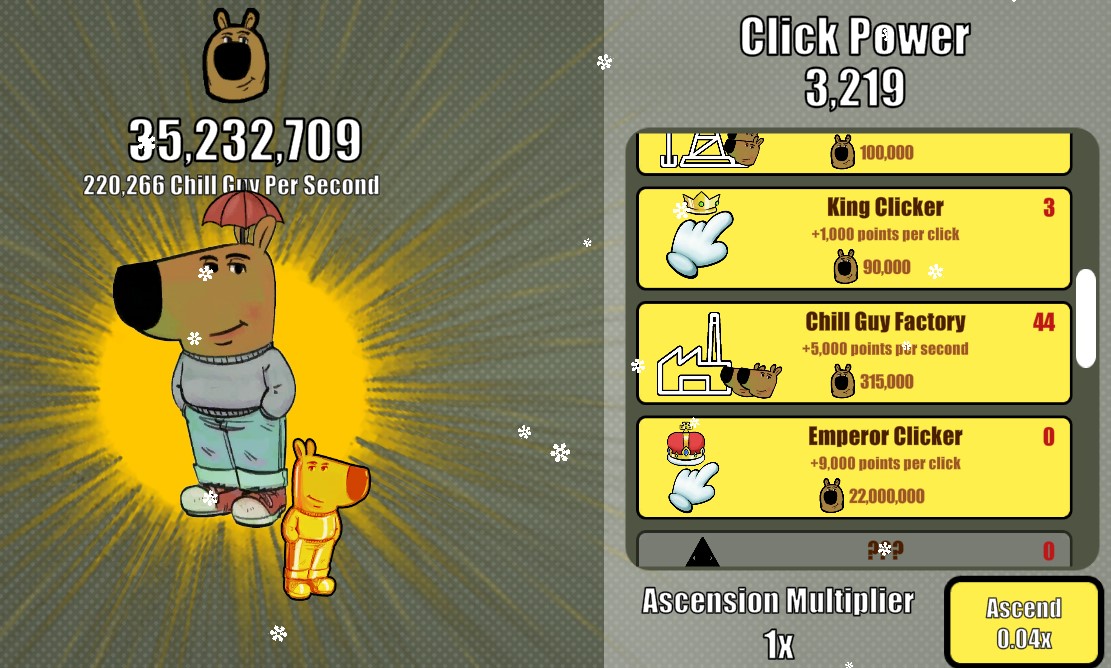 35,232,709
220,266 Chill Guy Per Second
Click Power
3,219
100,000
King Clicker
3
+1,000 points per click
90,000
Chill Guy Factory
44
+5,000 points per second
315,000
Emperor Clicker
0
+9,000 points per click
22,000,000
???
0
Ascension Multiplier
1x
Ascend
0.04x